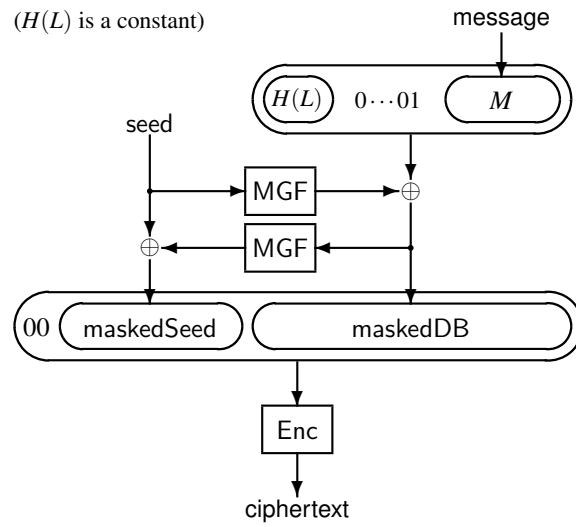 (H(L) is a constant)
message
H(L) 0···01 M
seed
MGF ⊕
⊕ MGF
00 maskedSeed maskedDB
Enc
ciphertext